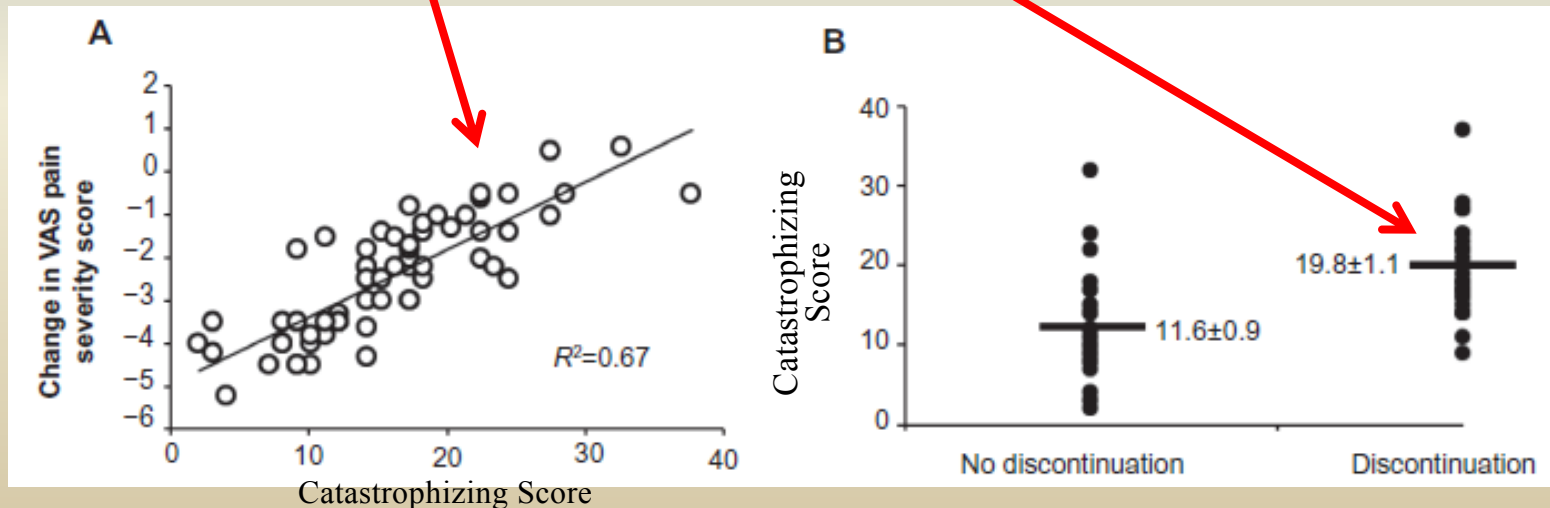 A
Change in VAS pain
severity score
2
1
0
−1
−2
−3
−4
−5
−6
R²=0.67
0
10
20
30
40
Catastrophizing Score
B
Catastrophizing
Score
40
30
20
10
0
11.6±0.9
19.8±1.1
No discontinuation
Discontinuation